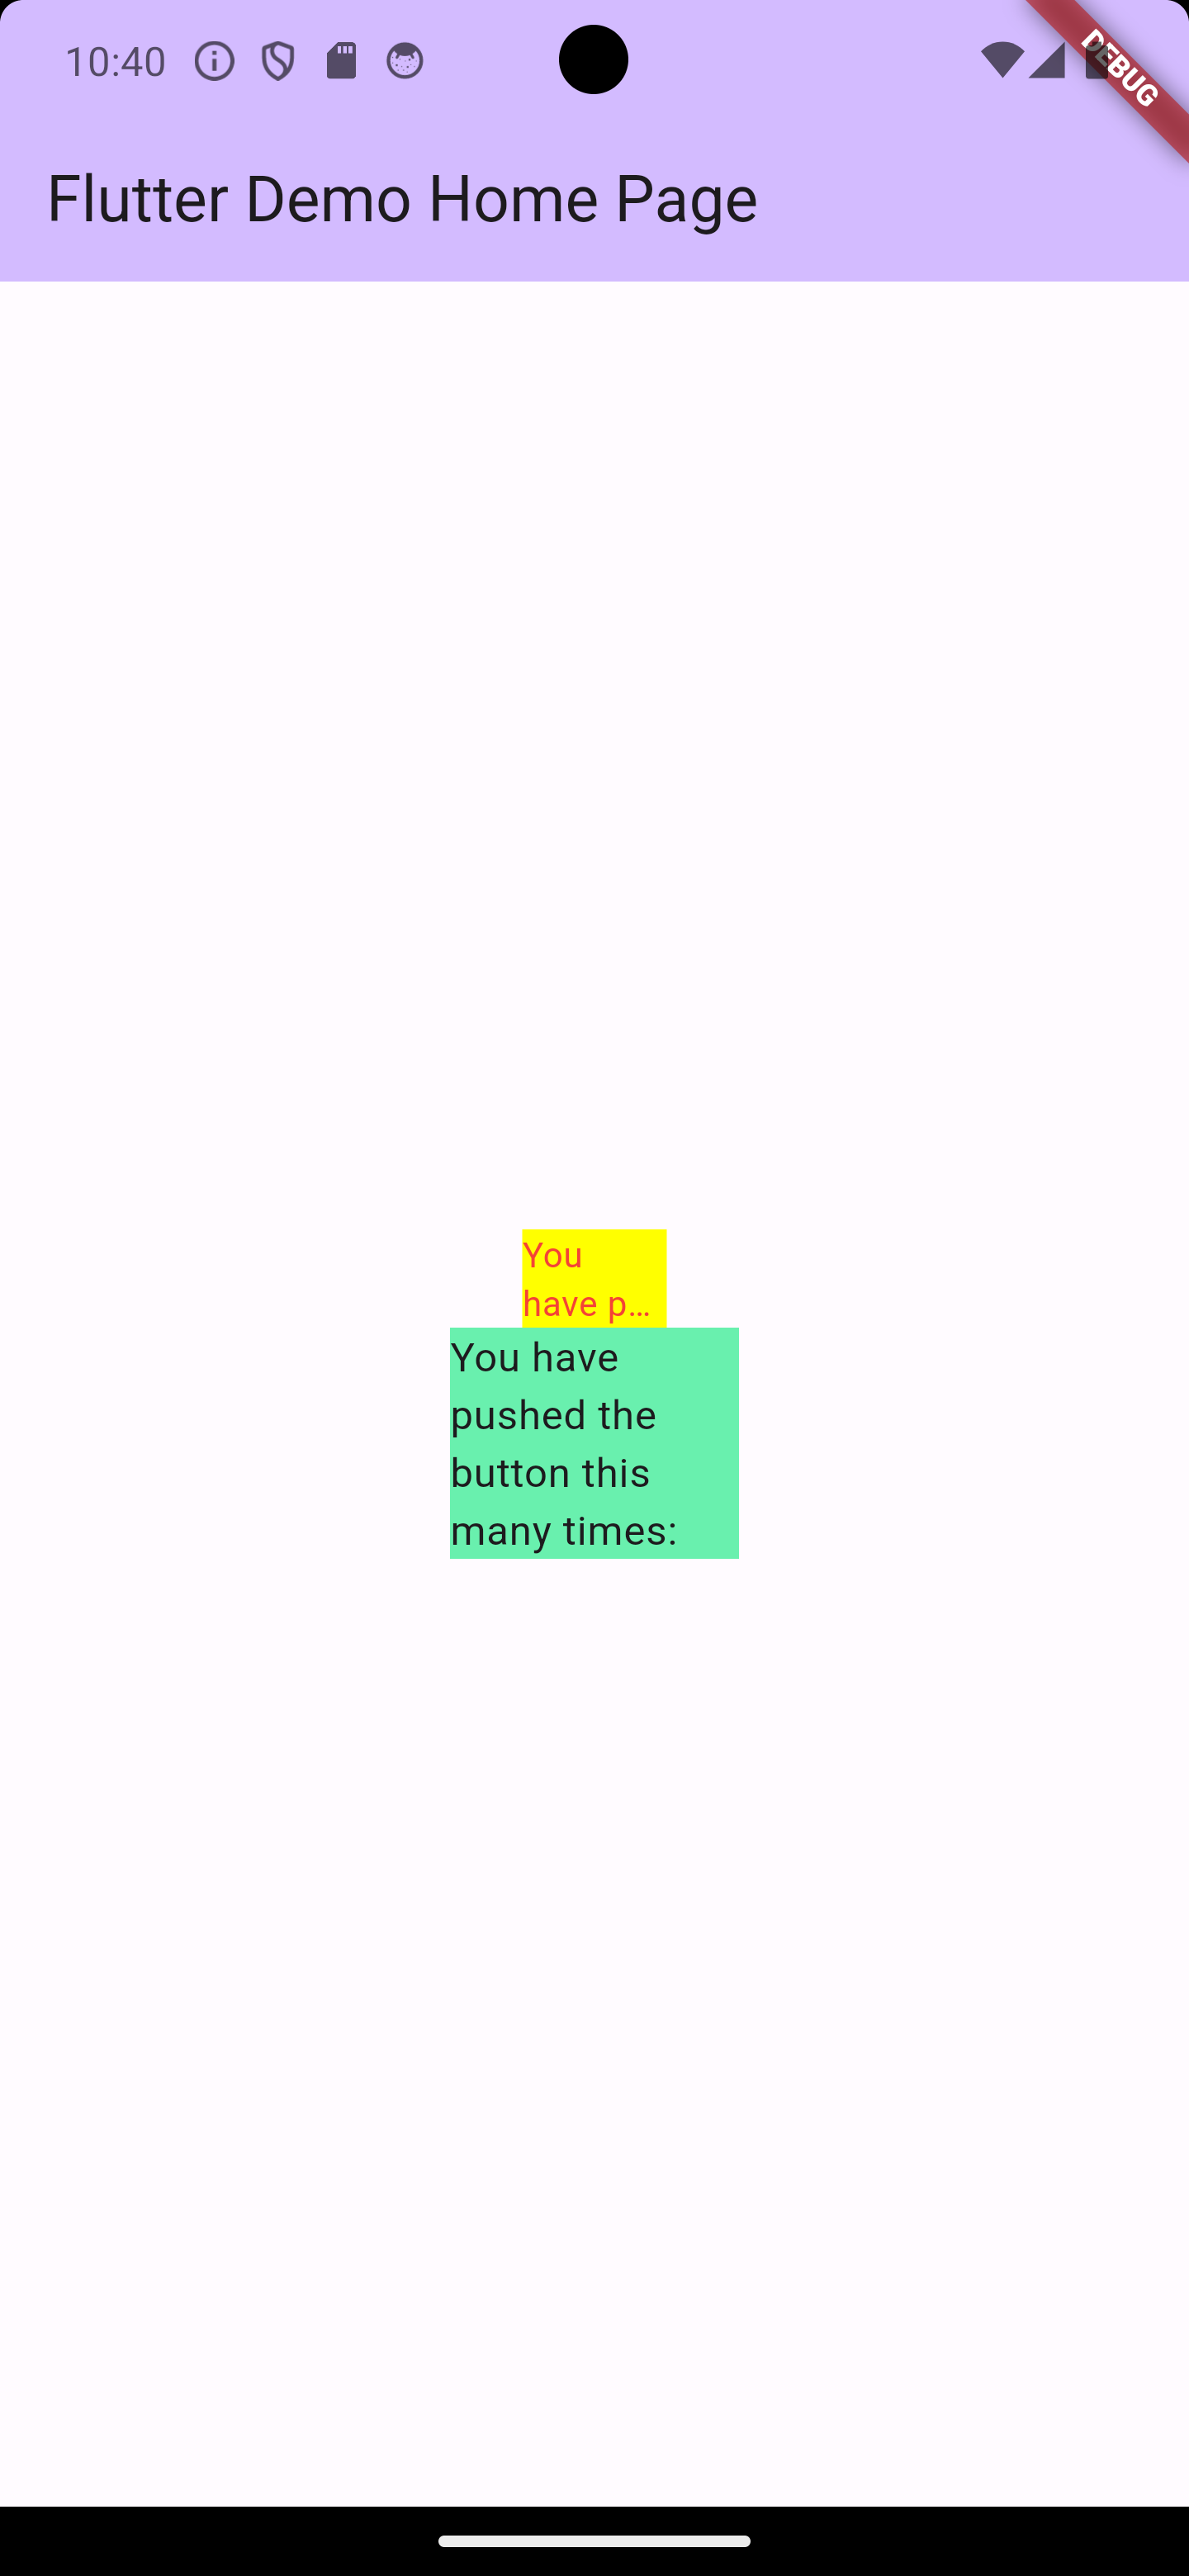 10:40
DEBUG
Flutter Demo Home Page
You
have p…
You have
pushed the
button this
many times: